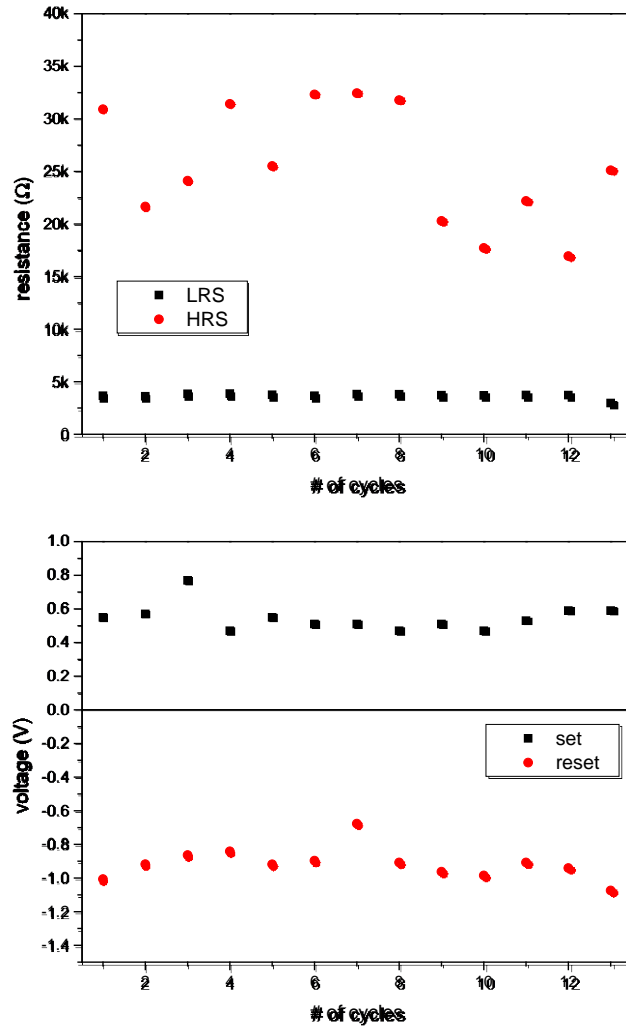 40k
35k
30k
25k
20k
15k
10k
5k
0
resistance (Ω)
LRS
HRS
2 4 6 8 10 12
# of cycles
1.0
0.8
0.6
0.4
0.2
0.0
-0.2
-0.4
-0.6
-0.8
-1.0
-1.2
-1.4
voltage (V)
set
reset
2 4 6 8 10 12
# of cycles